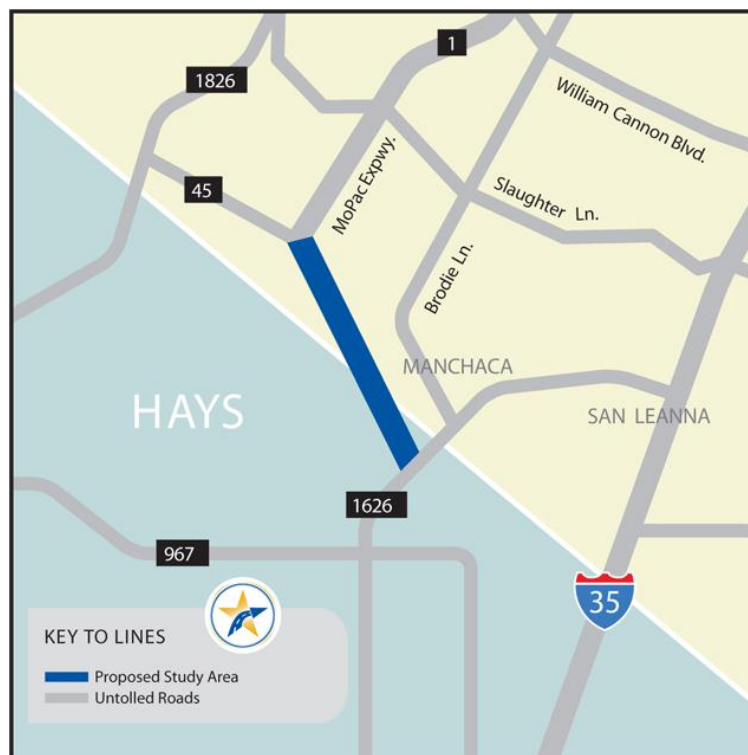 1
1826
William Cannon Blvd.
MoPac Expwy.
45
Slaughter Ln.
Brodie Ln.
MANCHACA
HAYS
SAN LEANNA
1626
967
35
KEY TO LINES
Proposed Study Area
Untolled Roads